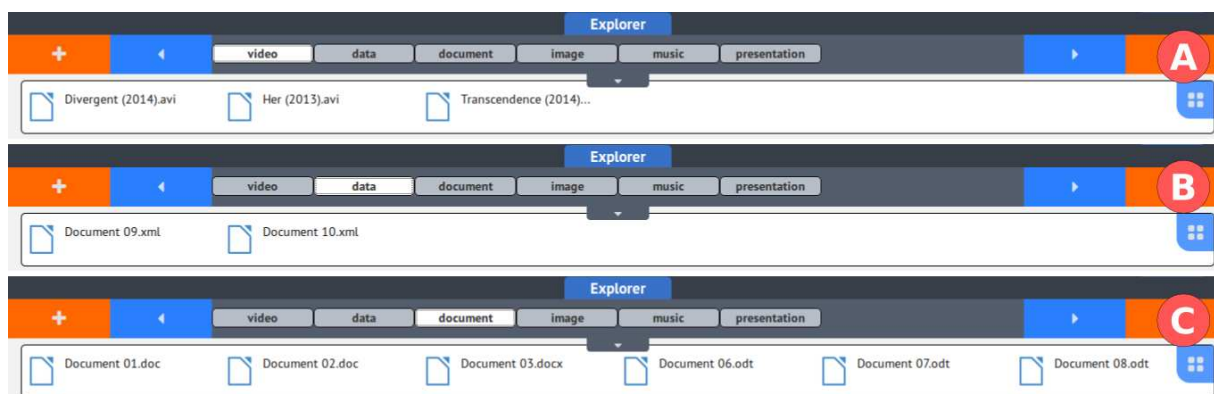 Explorer
+ video data document image music presentation A
Divergent (2014).avi Her (2013).avi Transcendence (2014)...
Explorer
+ video data document image music presentation B
Document 09.xml Document 10.xml
Explorer
+ video data document image music presentation C
Document 01.doc Document 02.doc Document 03.docx Document 06.odt Document 07.odt Document 08.odt